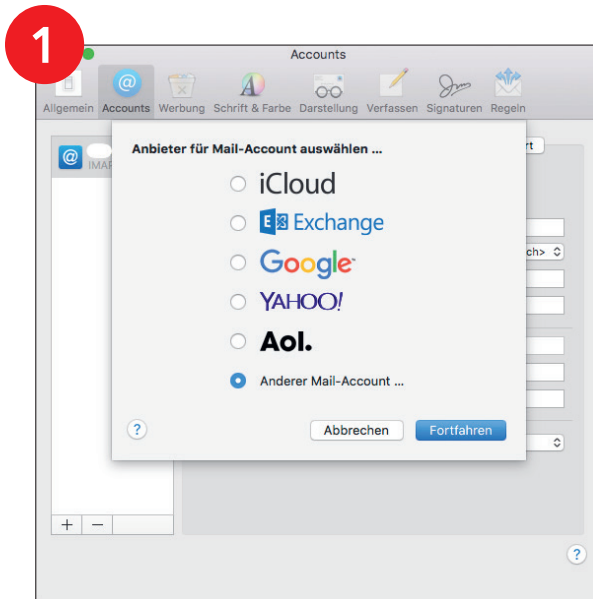 1
Accounts
Allgemein Accounts Werbung Schrift & Farbe Darstellung Verfassen Signaturen Regeln
Anbieter für Mail-Account auswählen ...
iCloud
Exchange
Google
YAHOO!
Aol.
Anderer Mail-Account ...
? Abbrechen Fortfahren
+ −
?